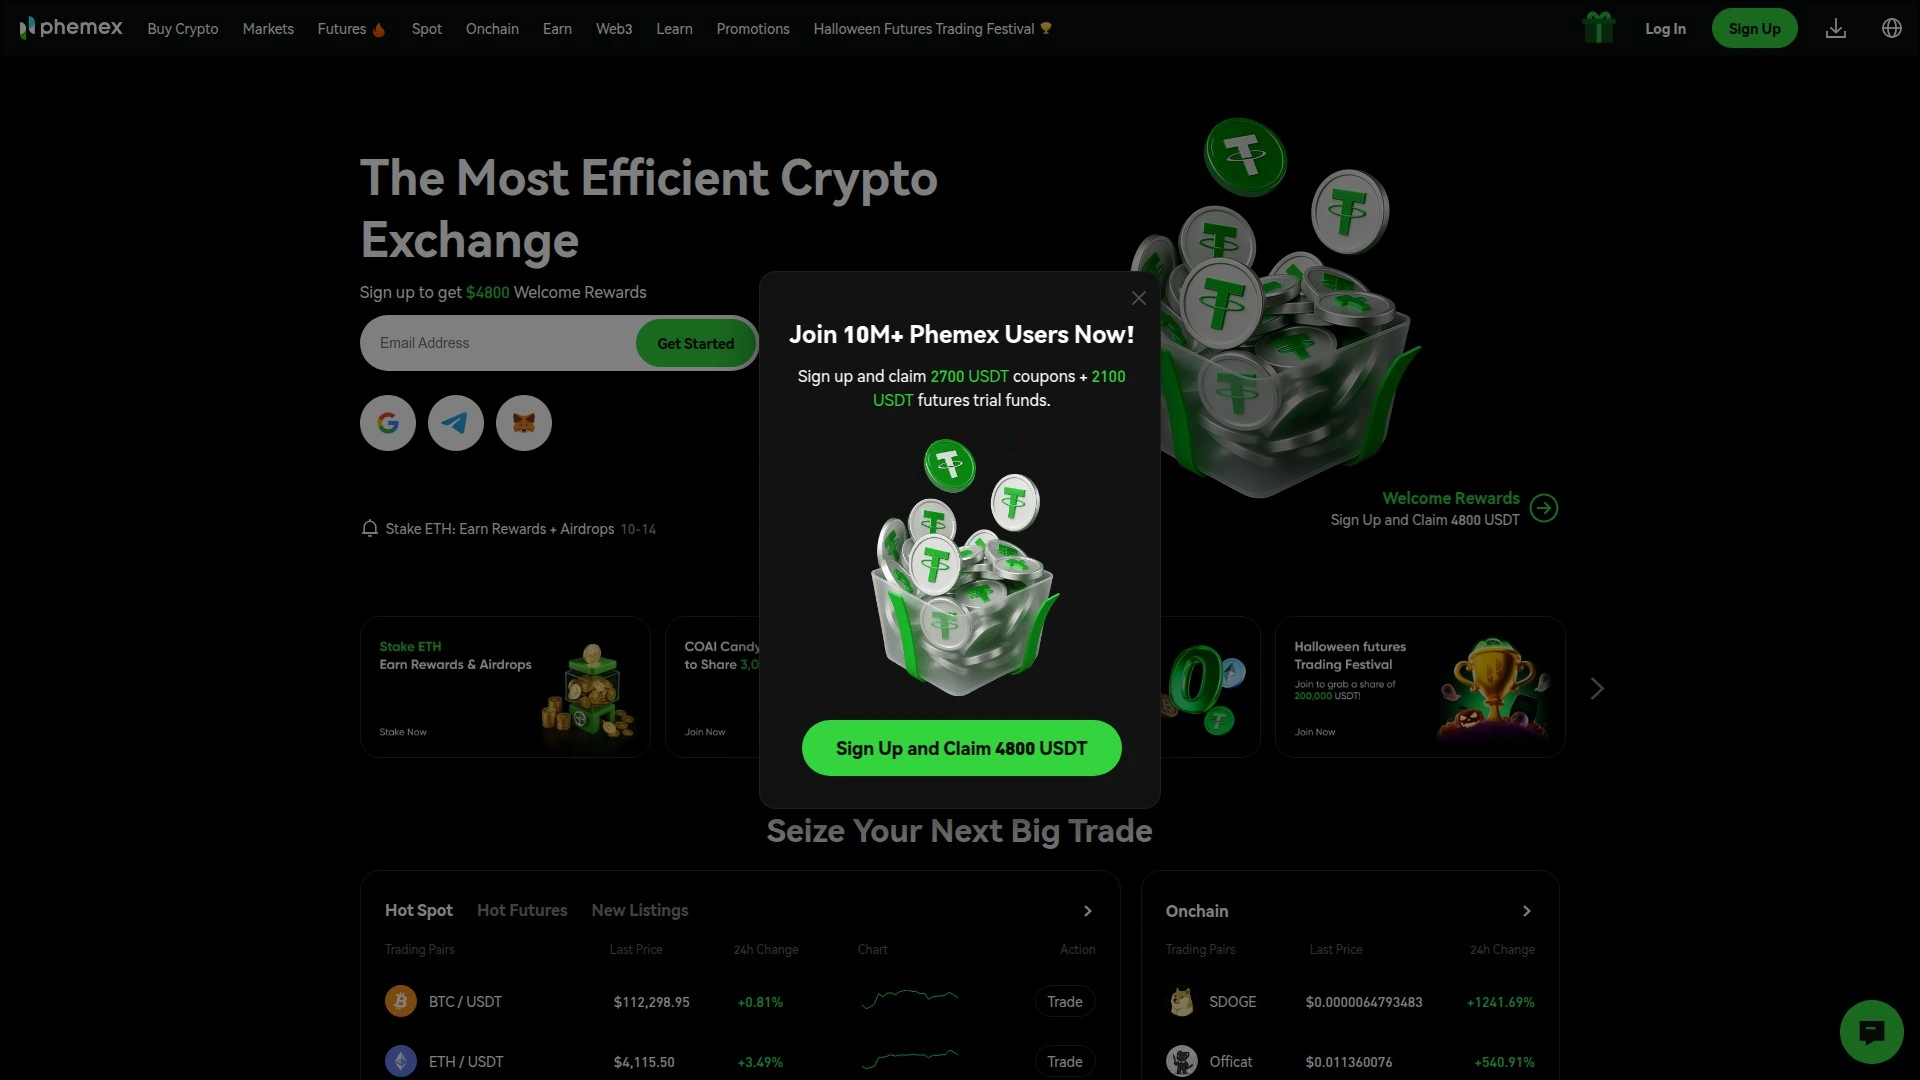 phemex
Buy Crypto
Markets
Futures
Spot
Onchain
Earn
Web3
Learn
Promotions
Halloween Futures Trading Festival
Log In
Sign Up
The Most Efficient Crypto
Exchange
Sign up to get $4800 Welcome Rewards
Email Address
Get Started
Stake ETH: Earn Rewards + Airdrops 10-14
Welcome Rewards
Sign Up and Claim 4800 USDT
Join 10M+ Phemex Users Now!
Sign up and claim 2700 USDT coupons + 2100
USDT futures trial funds.
Sign Up and Claim 4800 USDT
Stake ETH
Earn Rewards & Airdrops
Stake Now
COAI Candy
to Share 3,0
Join Now
Halloween futures
Trading Festival
Join to grab a share of
200,000 USDT!
Join Now
Seize Your Next Big Trade
Hot Spot
Hot Futures
New Listings
Trading Pairs
Last Price
24h Change
Chart
Action
BTC / USDT
$112,298.95
+0.81%
Trade
ETH / USDT
$4,115.50
+3.49%
Trade
Onchain
Trading Pairs
Last Price
24h Change
SDOGE
$0.0000064793483
+1241.69%
Officat
$0.011360076
+540.91%